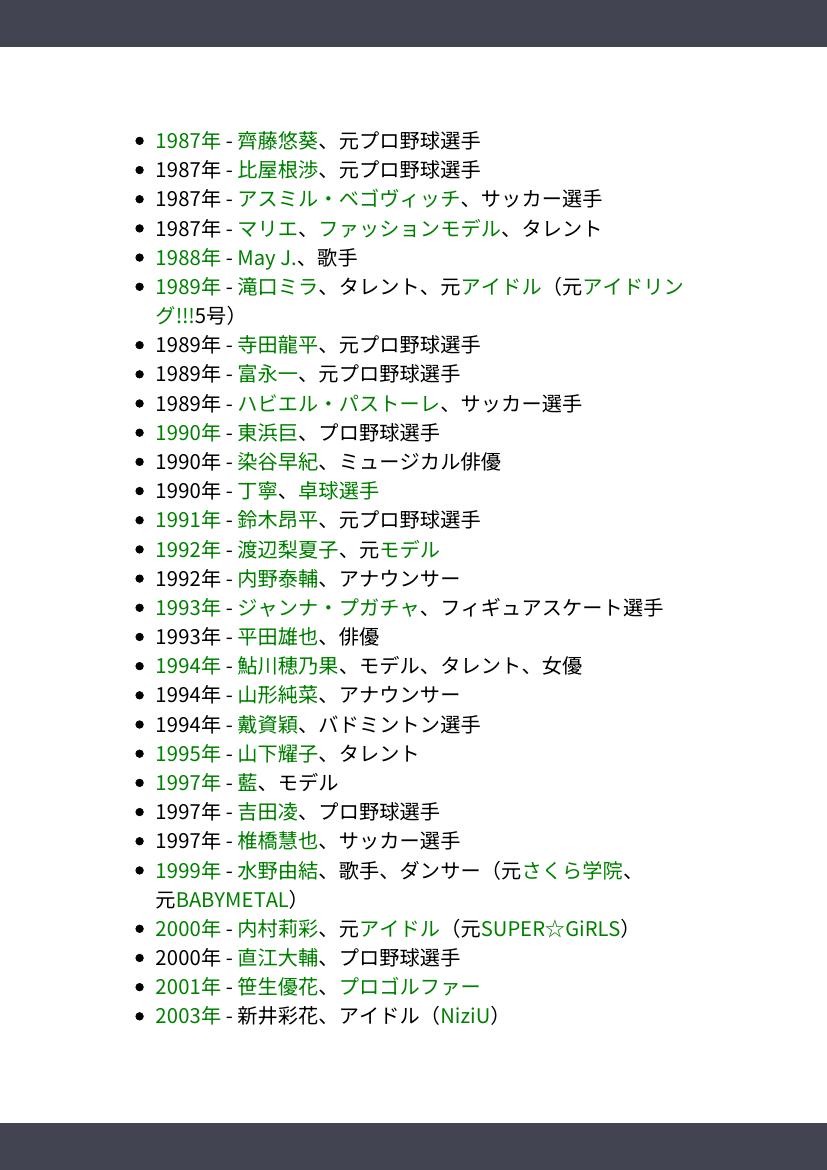 1987年 - 齊藤悠葵、元プロ野球選手
1987年 - 比屋根渉、元プロ野球選手
1987年 - アスミル・ベゴヴィッチ、サッカー選手
1987年 - マリエ、ファッションモデル、タレント
1988年 - May J.、歌手
1989年 - 滝口ミラ、タレント、元アイドル（元アイドリン
グ!!!5号）
1989年 - 寺田龍平、元プロ野球選手
1989年 - 富永一、元プロ野球選手
1989年 - ハビエル・パストーレ、サッカー選手
1990年 - 東浜巨、プロ野球選手
1990年 - 染谷早紀、ミュージカル俳優
1990年 - 丁寧、卓球選手
1991年 - 鈴木昂平、元プロ野球選手
1992年 - 渡辺梨夏子、元モデル
1992年 - 内野泰輔、アナウンサー
1993年 - ジャンナ・プガチャ、フィギュアスケート選手
1993年 - 平田雄也、俳優
1994年 - 鮎川穂乃果、モデル、タレント、女優
1994年 - 山形純菜、アナウンサー
1994年 - 戴資穎、バドミントン選手
1995年 - 山下耀子、タレント
1997年 - 藍、モデル
1997年 - 吉田凌、プロ野球選手
1997年 - 椎橋慧也、サッカー選手
1999年 - 水野由結、歌手、ダンサー（元さくら学院、
元BABYMETAL）
2000年 - 内村莉彩、元アイドル（元SUPER☆GiRLS）
2000年 - 直江大輔、プロ野球選手
2001年 - 笹生優花、プロゴルファー
2003年 - 新井彩花、アイドル（NiziU）